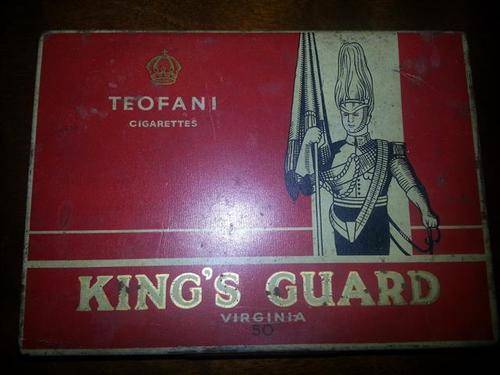 TEOFANI
CIGARETTES
KING'S GUARD
VIRGINIA
50